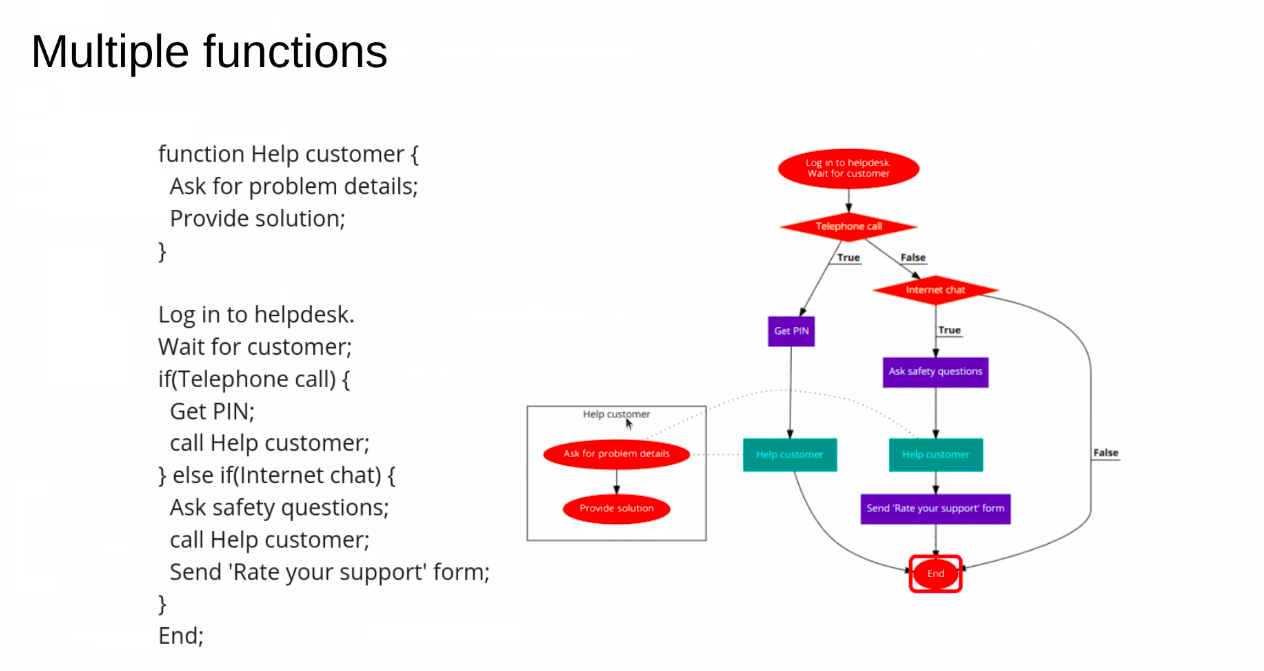 Multiple functions
function Help customer {
Ask for problem details;
Provide solution;
}
Log in to helpdesk.
Wait for customer;
if(Telephone call) {
Get PIN;
call Help customer;
} else if(Internet chat) {
Ask safety questions;
call Help customer;
Send 'Rate your support' form;
}
End;
Log in to helpdesk.
Wait for customer
Telephone call
True
False
Internet chat
Get PIN
True
Ask safety questions
Help customer
Ask for problem details
Help customer
Help customer
False
Provide solution
Send 'Rate your support' form
End